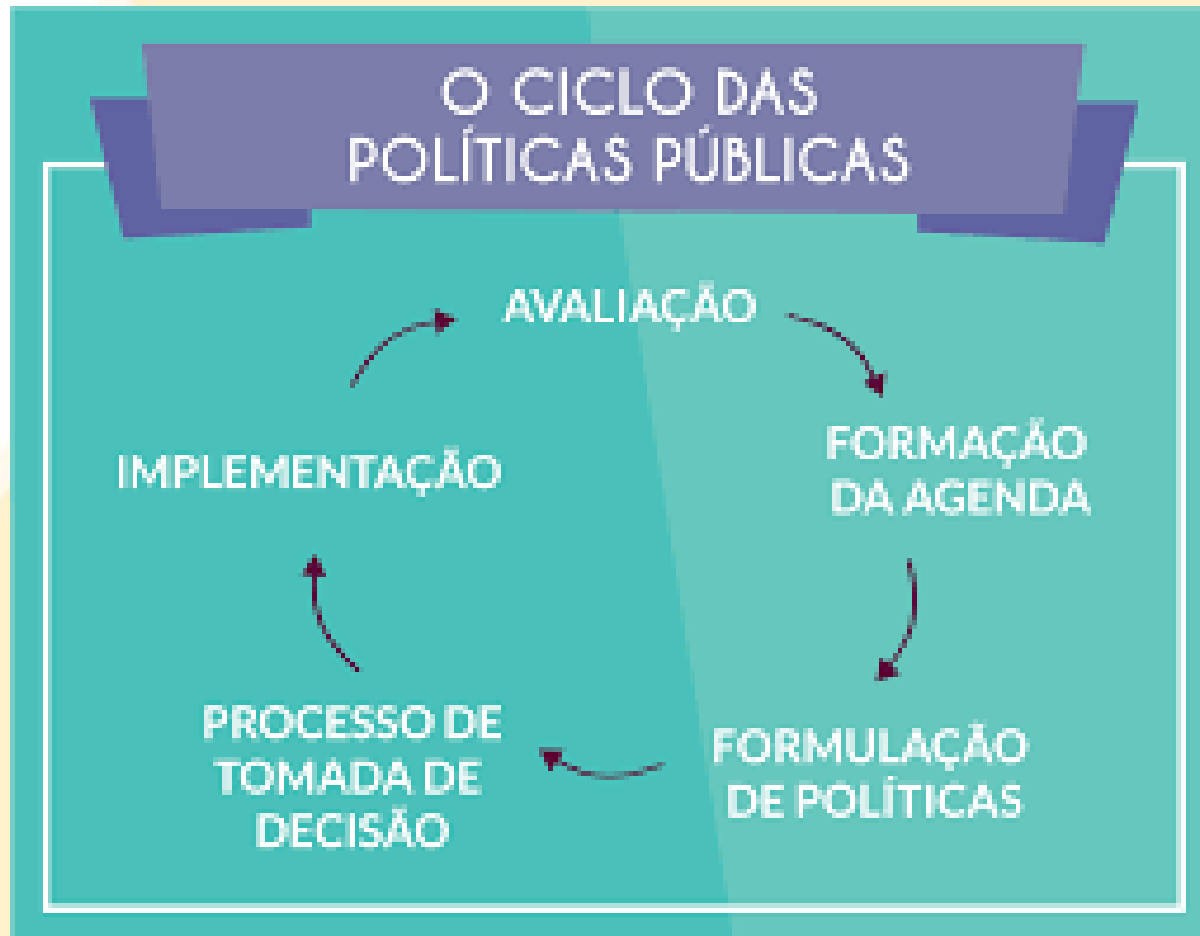 O CICLO DAS
POLÍTICAS PÚBLICAS
AVALIAÇÃO
FORMAÇÃO
DA AGENDA
FORMULAÇÃO
DE POLÍTICAS
PROCESSO DE
TOMADA DE
DECISÃO
IMPLEMENTAÇÃO